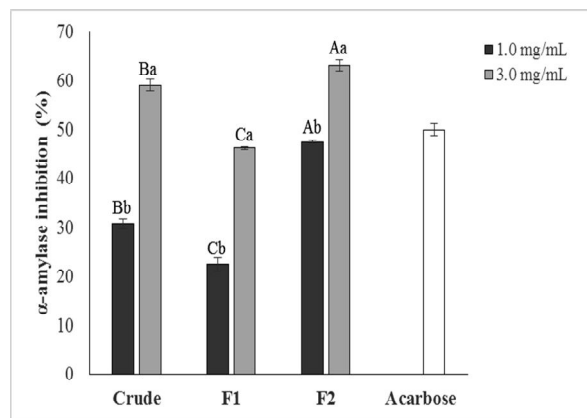 70
60
50
40
30
20
10
0
α-amylase inhibition (%)
Bb
Ba
Cb
Ca
Ab
Aa
1.0 mg/mL
3.0 mg/mL
Crude F1 F2 Acarbose